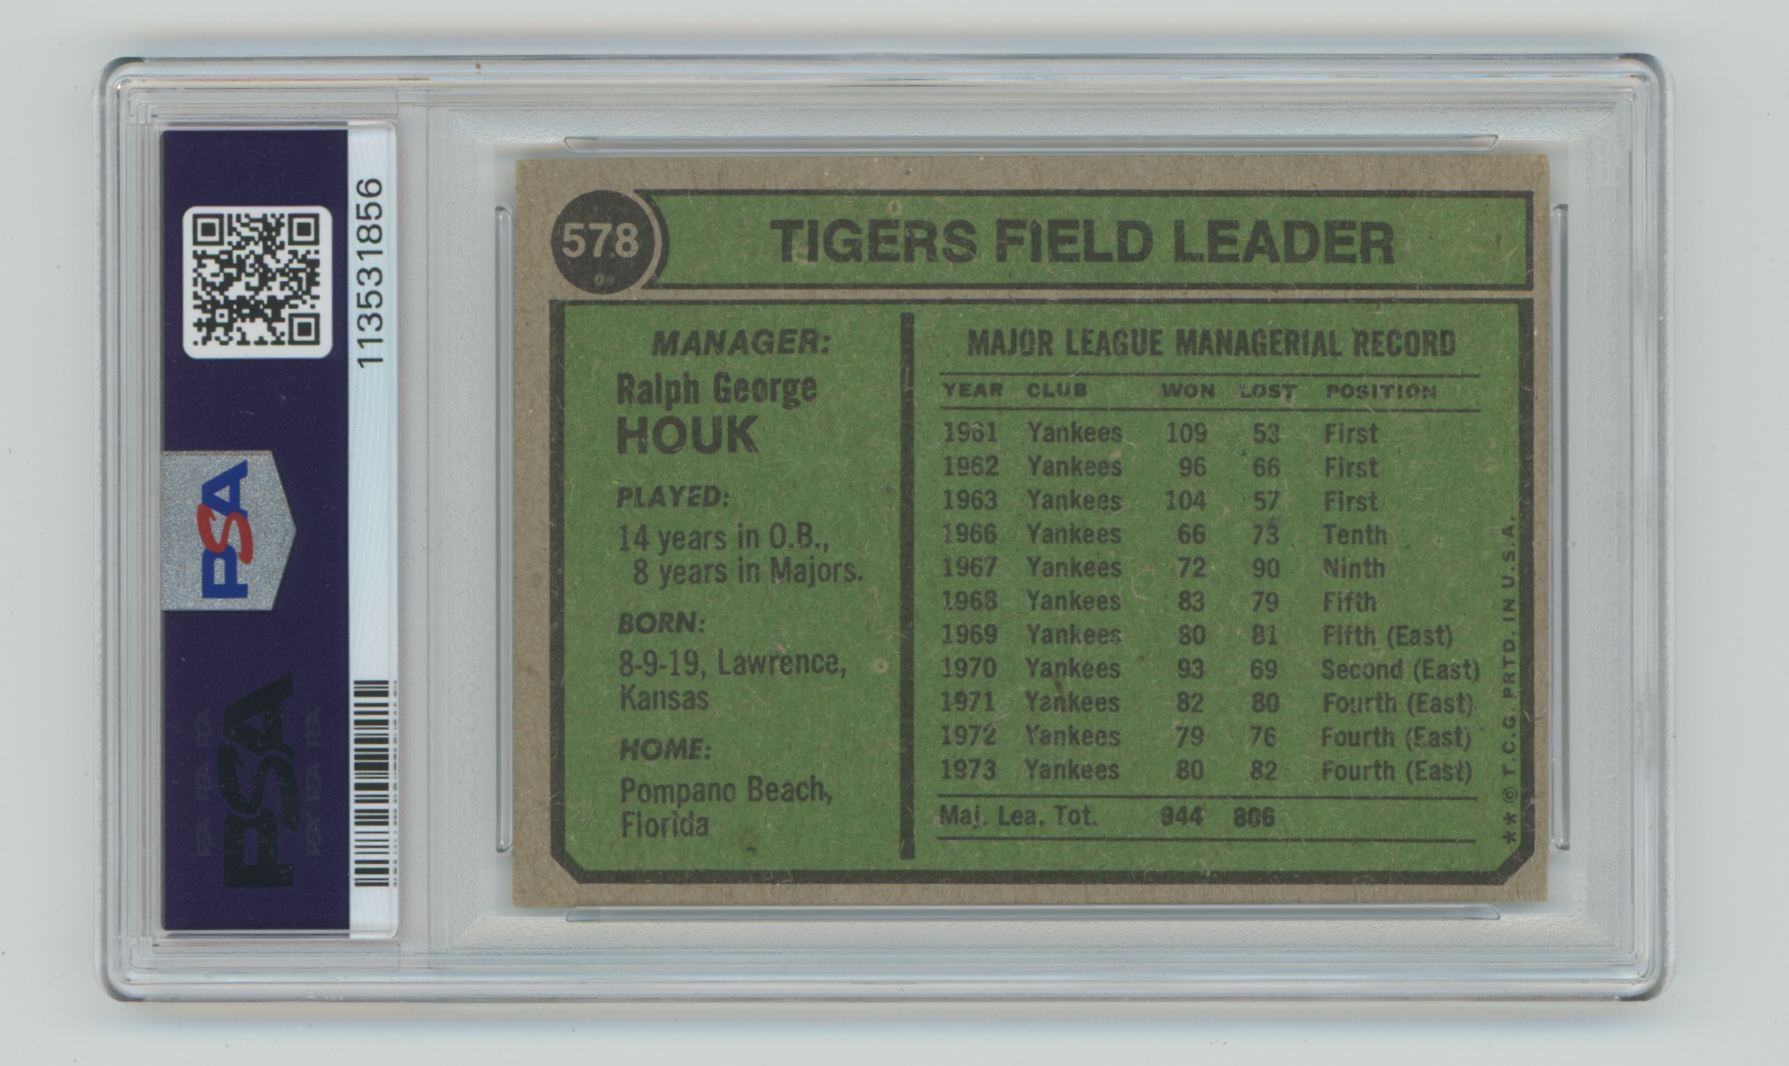 113531856
PSA
PSA
578
TIGERS FIELD LEADER
MANAGER:
Ralph George
HOUK
PLAYED:
14 years in O.B.,
8 years in Majors.
BORN:
8-9-19, Lawrence,
Kansas
HOME:
Pompano Beach,
Florida
MAJOR LEAGUE MANAGERIAL RECORD
YEAR CLUB WON LOST POSITION
1961 Yankees 109 53 First
1962 Yankees 96 66 First
1963 Yankees 104 57 First
1966 Yankees 66 73 Tenth
1967 Yankees 72 90 Ninth
1968 Yankees 83 79 Fifth
1969 Yankees 80 81 Fifth (East)
1970 Yankees 93 69 Second (East)
1971 Yankees 82 80 Fourth (East)
1972 Yankees 79 76 Fourth (East)
1973 Yankees 80 82 Fourth (East)
Maj. Lea. Tot. 944 806
** © T.C.G. PRTD. IN U.S.A.